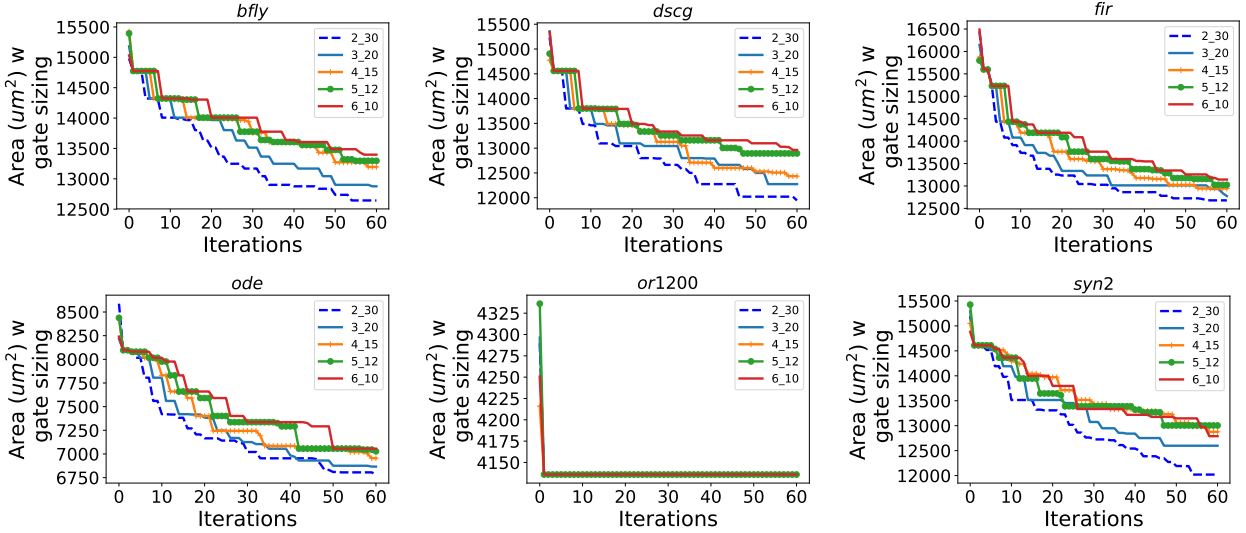 bfly
15500
15000
14500
14000
13500
13000
12500
Area (um²) w
gate sizing
0 10 20 30 40 50 60
Iterations
2_30
3_20
4_15
5_12
6_10
dscg
15000
14500
14000
13500
13000
12500
12000
Area (um²) w
gate sizing
0 10 20 30 40 50 60
Iterations
2_30
3_20
4_15
5_12
6_10
fir
16500
16000
15500
15000
14500
14000
13500
13000
12500
Area (um²) w
gate sizing
0 10 20 30 40 50 60
Iterations
2_30
3_20
4_15
5_12
6_10
ode
8500
8250
8000
7750
7500
7250
7000
6750
Area (um²) w
gate sizing
0 10 20 30 40 50 60
Iterations
2_30
3_20
4_15
5_12
6_10
or1200
4325
4300
4275
4250
4225
4200
4175
4150
Area (um²) w
gate sizing
0 10 20 30 40 50 60
Iterations
2_30
3_20
4_15
5_12
6_10
syn2
15500
15000
14500
14000
13500
13000
12500
12000
Area (um²) w
gate sizing
0 10 20 30 40 50 60
Iterations
2_30
3_20
4_15
5_12
6_10